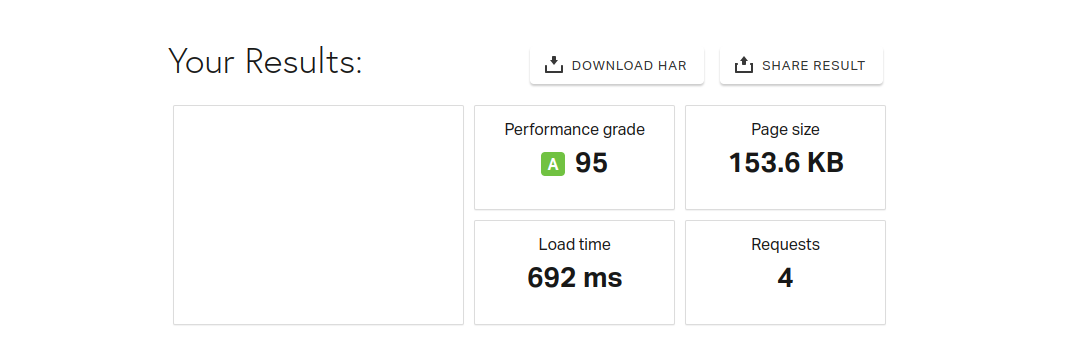 Your Results:
DOWNLOAD HAR
SHARE RESULT
Performance grade
A 95
Page size
153.6 KB
Load time
692 ms
Requests
4